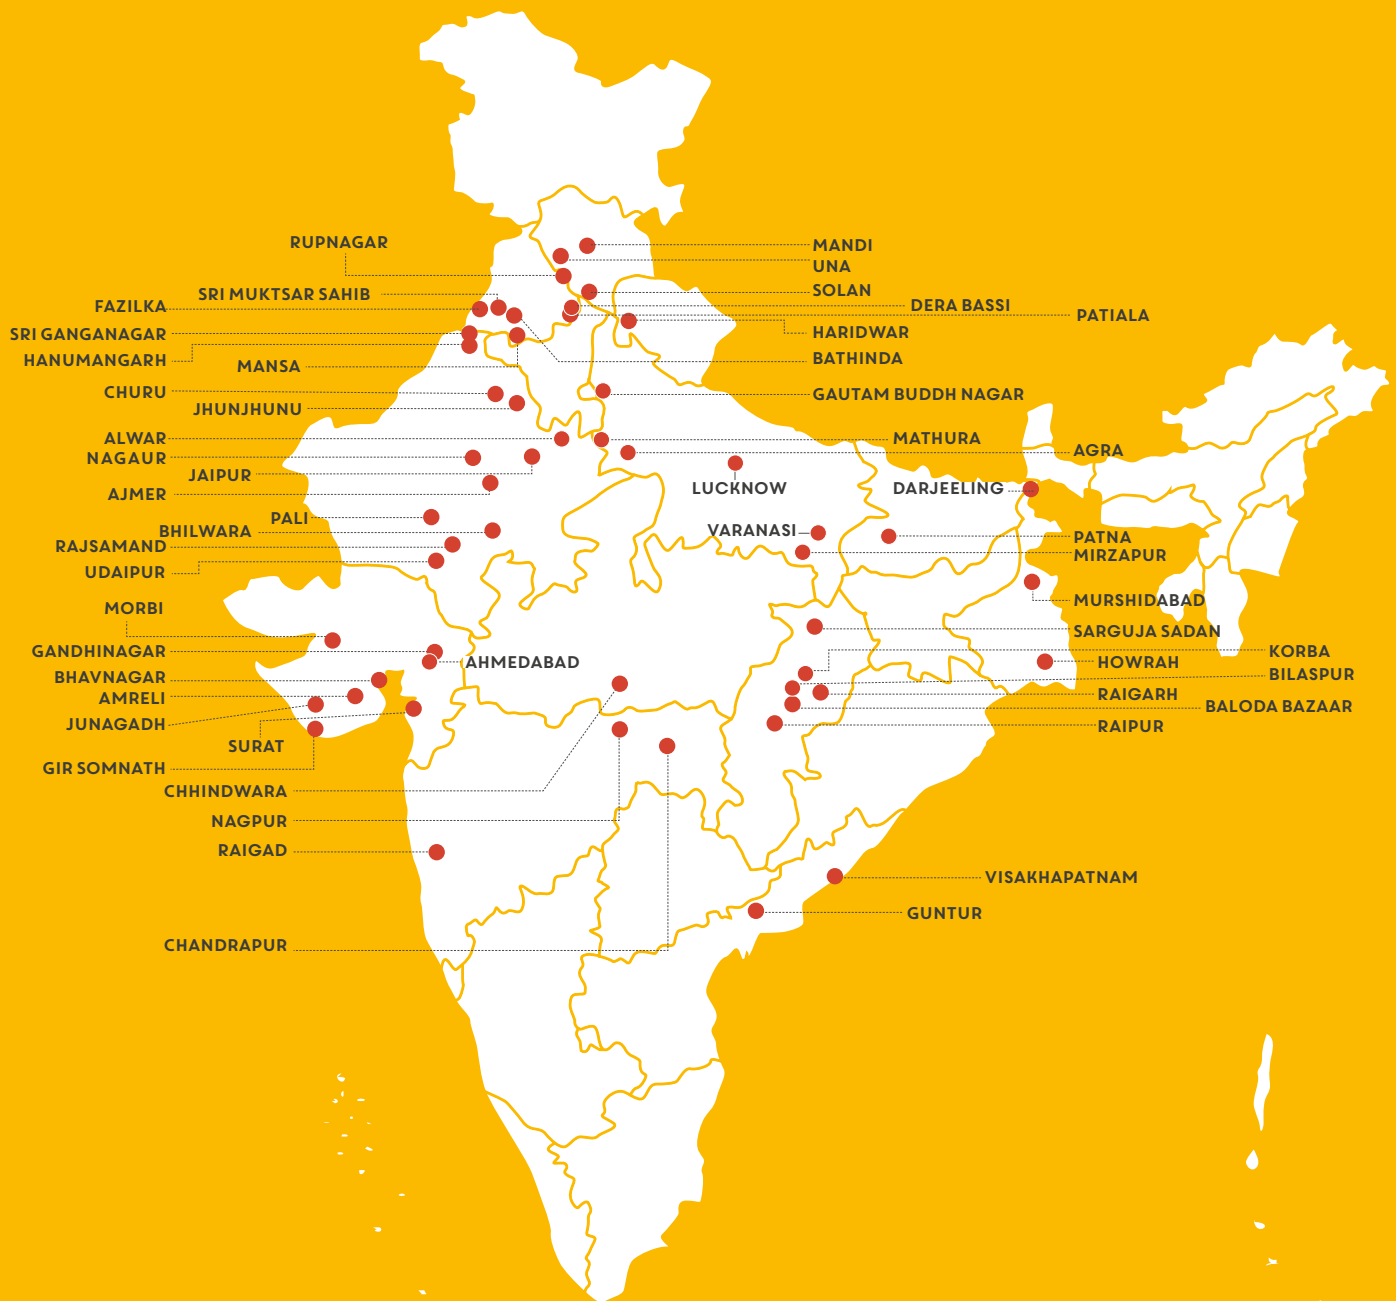 RUPNAGAR
MANDI
UNA
SOLAN
SRI MUKTSAR SAHIB
FAZILKA
DERA BASSI
PATIALA
SRI GANGANAGAR
HARIDWAR
HANUMANGARH
BATHINDA
MANSA
CHURU
GAUTAM BUDDH NAGAR
JHUNJHUNU
ALWAR
MATHURA
NAGAUR
AGRA
JAIPUR
LUCKNOW
DARJEELING
AJMER
PALI
BHILWARA
VARANASI
PATNA
RAJSAMAND
MIRZAPUR
UDAIPUR
MORBI
MURSHIDABAD
SARGUJA SADAN
GANDHINAGAR
KORBA
AHMEDABAD
HOWRAH
BHAVNAGAR
BILASPUR
AMRELI
RAIGARH
BALODA BAZAAR
JUNAGADH
RAIPUR
SURAT
GIR SOMNATH
CHHINDWARA
NAGPUR
RAIGAD
VISAKHAPATNAM
GUNTUR
CHANDRAPUR